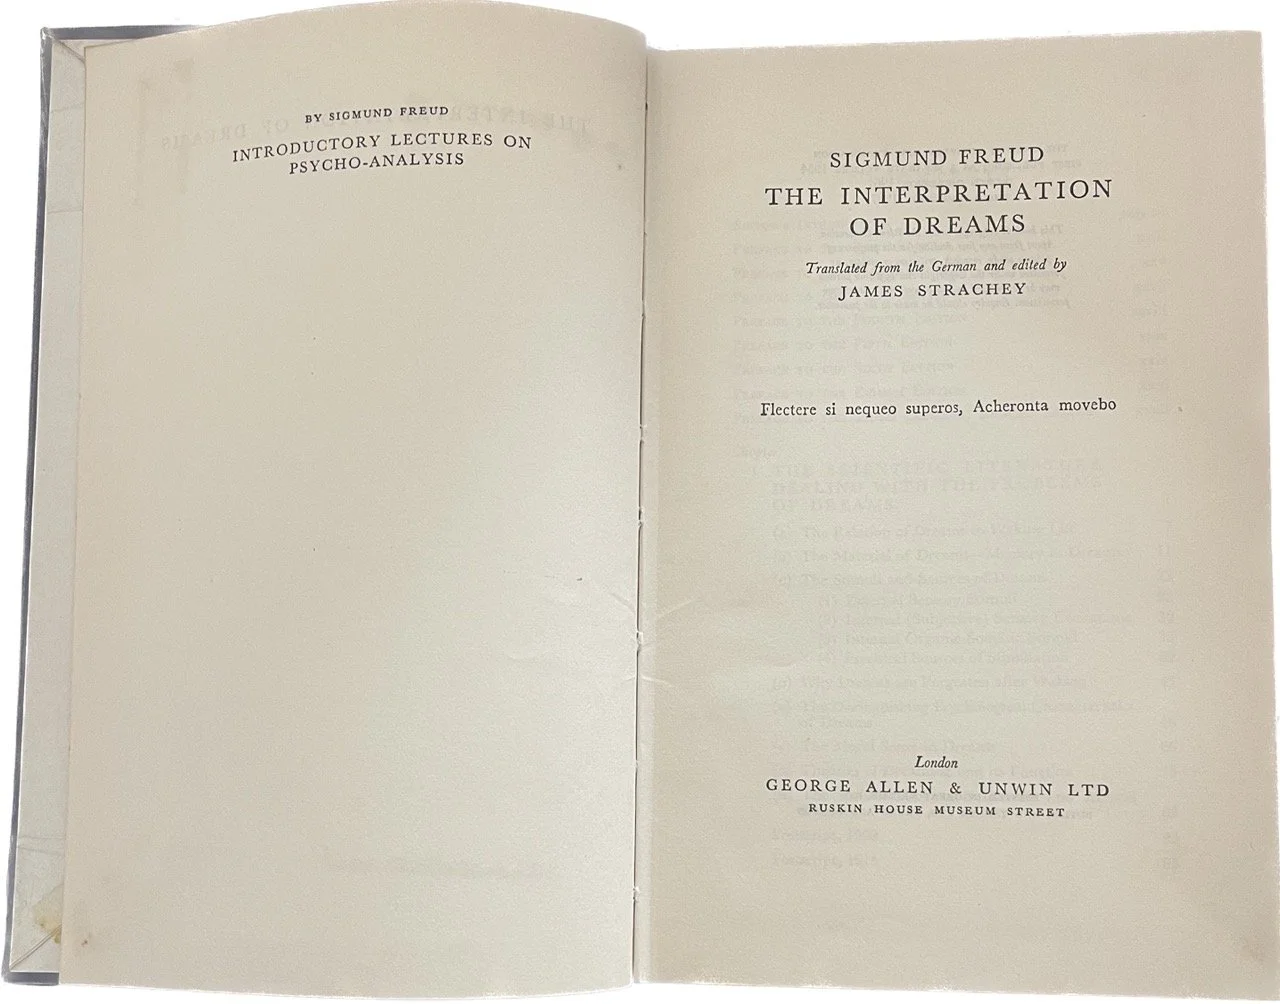 BY SIGMUND FREUD
INTRODUCTORY LECTURES ON
PSYCHO-ANALYSIS
SIGMUND FREUD
THE INTERPRETATION
OF DREAMS
Translated from the German and edited by
JAMES STRACHEY
Flectere si nequeo superos, Acheronta movebo
London
GEORGE ALLEN & UNWIN LTD
RUSKIN HOUSE MUSEUM STREET